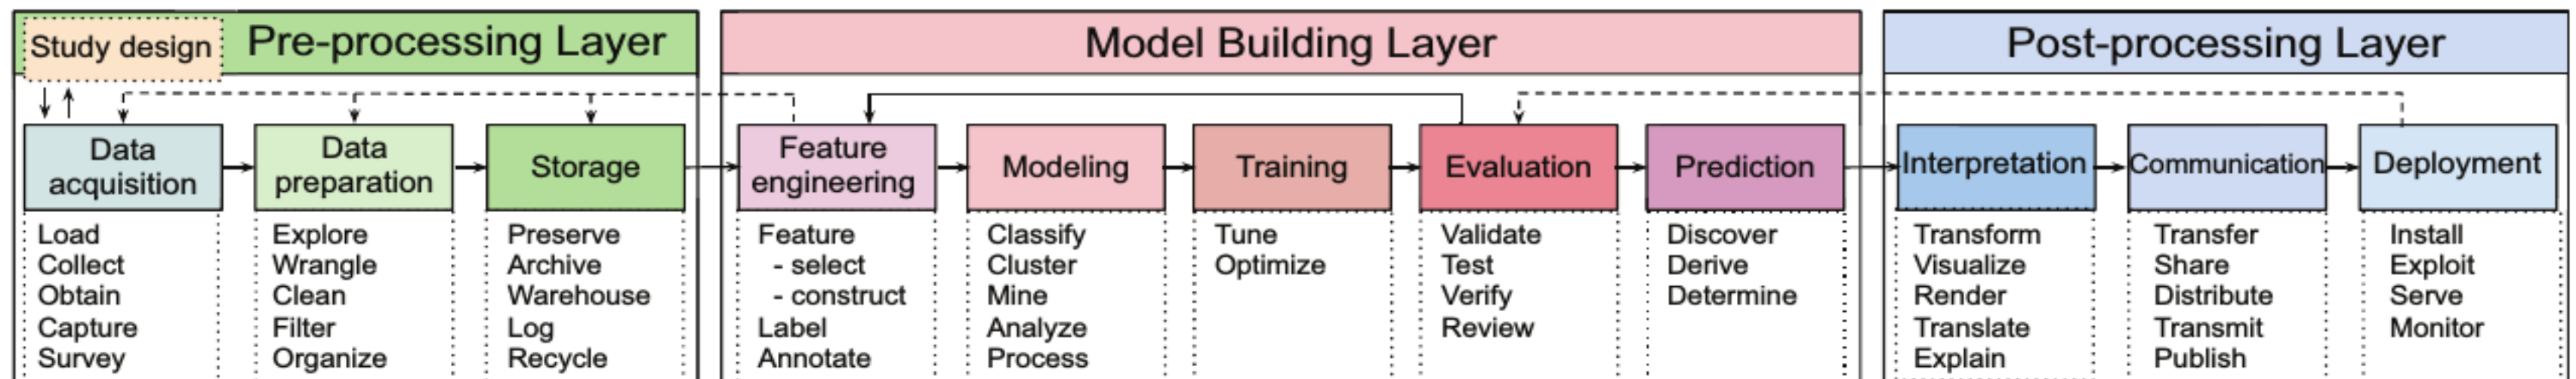 Study design
Pre-processing Layer
Model Building Layer
Post-processing Layer
Data
acquisition
Data
preparation
Storage
Feature
engineering
Modeling
Training
Evaluation
Prediction
Interpretation
Communication
Deployment
Load
Collect
Obtain
Capture
Survey
Explore
Wrangle
Clean
Filter
Organize
Preserve
Archive
Warehouse
Log
Recycle
Feature
- select
- construct
Label
Annotate
Classify
Cluster
Mine
Analyze
Process
Tune
Optimize
Validate
Test
Verify
Review
Discover
Derive
Determine
Transform
Visualize
Render
Translate
Explain
Transfer
Share
Distribute
Transmit
Publish
Install
Exploit
Serve
Monitor